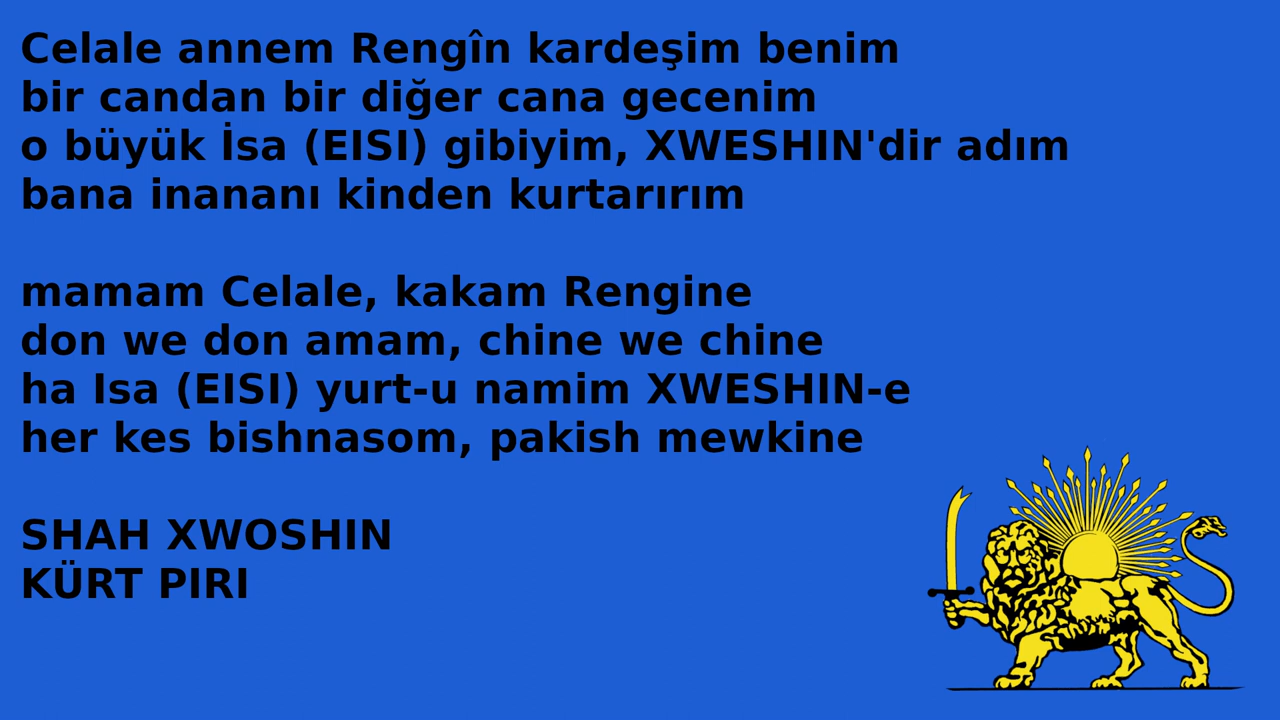 Celale annem Rengîn kardeşim benim
bir candan bir diğer cana gecenim
o büyük İsa (EISI) gibiyim, XWESHIN'dir adım
bana inananı kinden kurtarırım
mamam Celale, kakam Rengine
don we don amam, chine we chine
ha Isa (EISI) yurt-u namim XWESHIN-e
her kes bishnasom, pakish mewkine
SHAH XWOSHIN
KÜRT PIRI